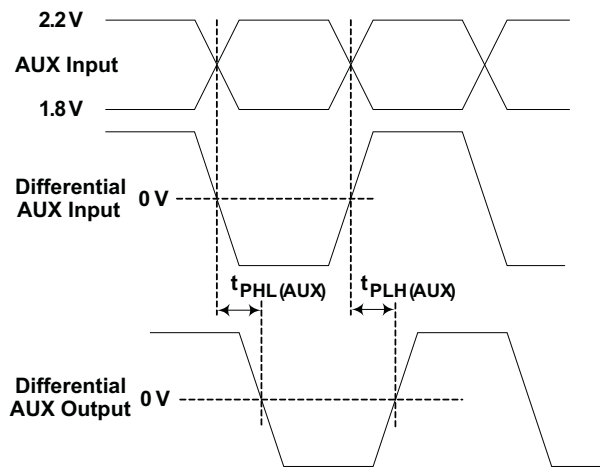 2.2 V
AUX Input
1.8 V
Differential
AUX Input
0 V
tPHL(AUX)
tPLH(AUX)
Differential
AUX Output
0 V